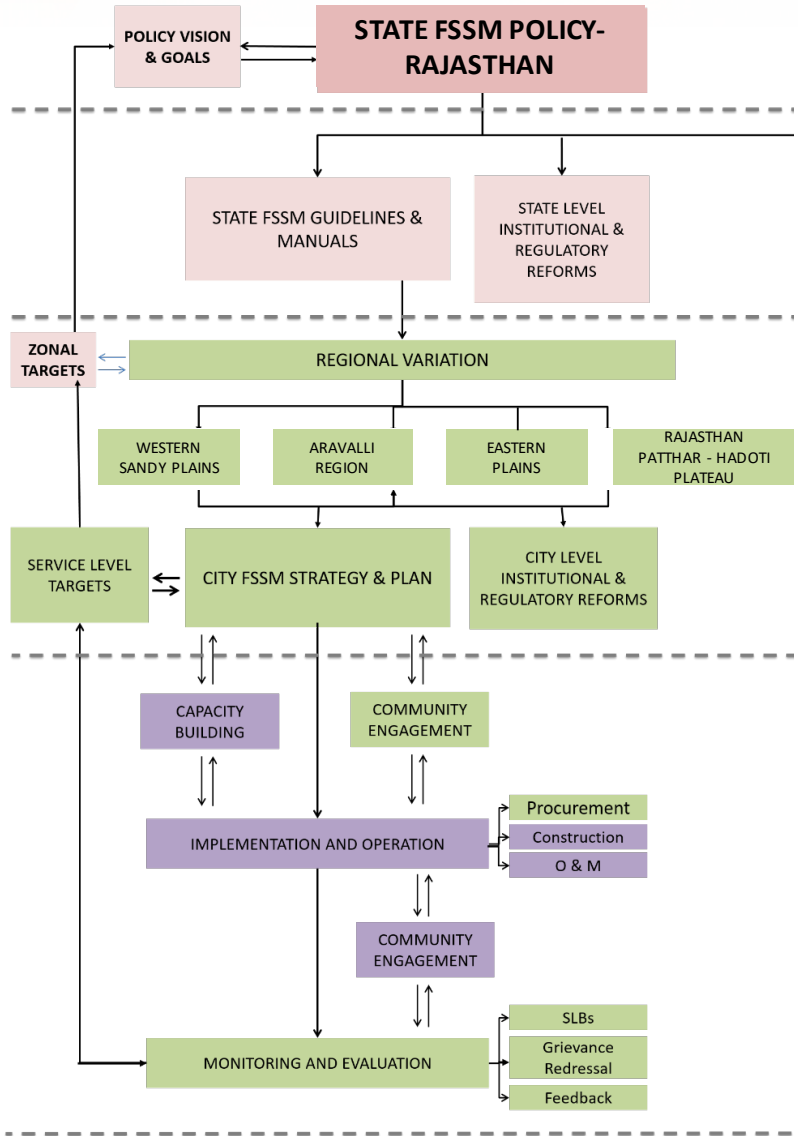 POLICY VISION
& GOALS
STATE FSSM POLICY-
RAJASTHAN
STATE FSSM GUIDELINES &
MANUALS
STATE LEVEL
INSTITUTIONAL &
REGULATORY
REFORMS
ZONAL
TARGETS
REGIONAL VARIATION
WESTERN
SANDY PLAINS
ARAVALLI
REGION
EASTERN
PLAINS
RAJASTHAN
PATTHAR - HADOTI
PLATEAU
SERVICE LEVEL
TARGETS
CITY FSSM STRATEGY & PLAN
CITY LEVEL
INSTITUTIONAL &
REGULATORY REFORMS
CAPACITY
BUILDING
COMMUNITY
ENGAGEMENT
IMPLEMENTATION AND OPERATION
Procurement
Construction
O & M
COMMUNITY
ENGAGEMENT
MONITORING AND EVALUATION
SLBs
Grievance
Redressal
Feedback